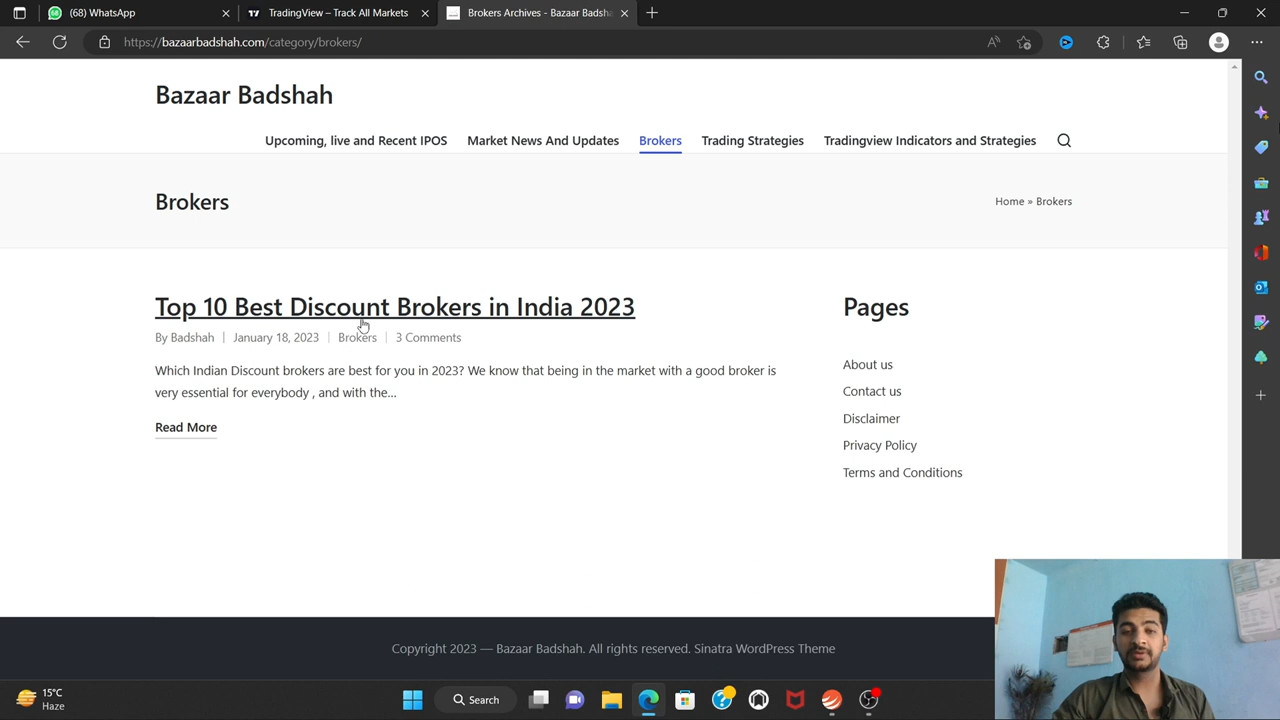 (68) WhatsApp
TradingView – Track All Markets
Brokers Archives - Bazaar Badsha
https://bazaarbadshah.com/category/brokers/
Bazaar Badshah
Upcoming, live and Recent IPOS
Market News And Updates
Brokers
Trading Strategies
Tradingview Indicators and Strategies
Brokers
Home » Brokers
Top 10 Best Discount Brokers in India 2023
By Badshah | January 18, 2023 | Brokers | 3 Comments
Which Indian Discount brokers are best for you in 2023? We know that being in the market with a good broker is
very essential for everybody , and with the...
Read More
Pages
About us
Contact us
Disclaimer
Privacy Policy
Terms and Conditions
Copyright 2023 — Bazaar Badshah. All rights reserved. Sinatra WordPress Theme
15°C
Haze
Search